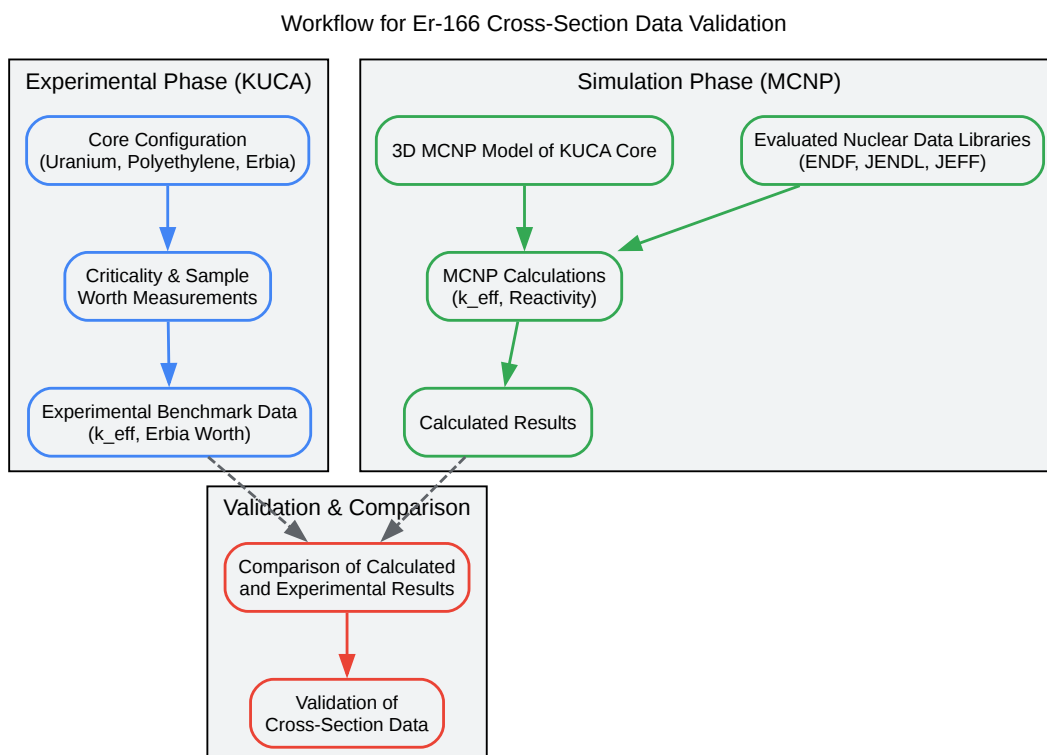 Workflow for Er-166 Cross-Section Data Validation
Experimental Phase (KUCA)
Core Configuration
(Uranium, Polyethylene, Erbia)
Criticality & Sample
Worth Measurements
Experimental Benchmark Data
(k_eff, Erbia Worth)
Simulation Phase (MCNP)
3D MCNP Model of KUCA Core
Evaluated Nuclear Data Libraries
(ENDF, JENDL, JEFF)
MCNP Calculations
(k_eff, Reactivity)
Calculated Results
Validation & Comparison
Comparison of Calculated
and Experimental Results
Validation of
Cross-Section Data